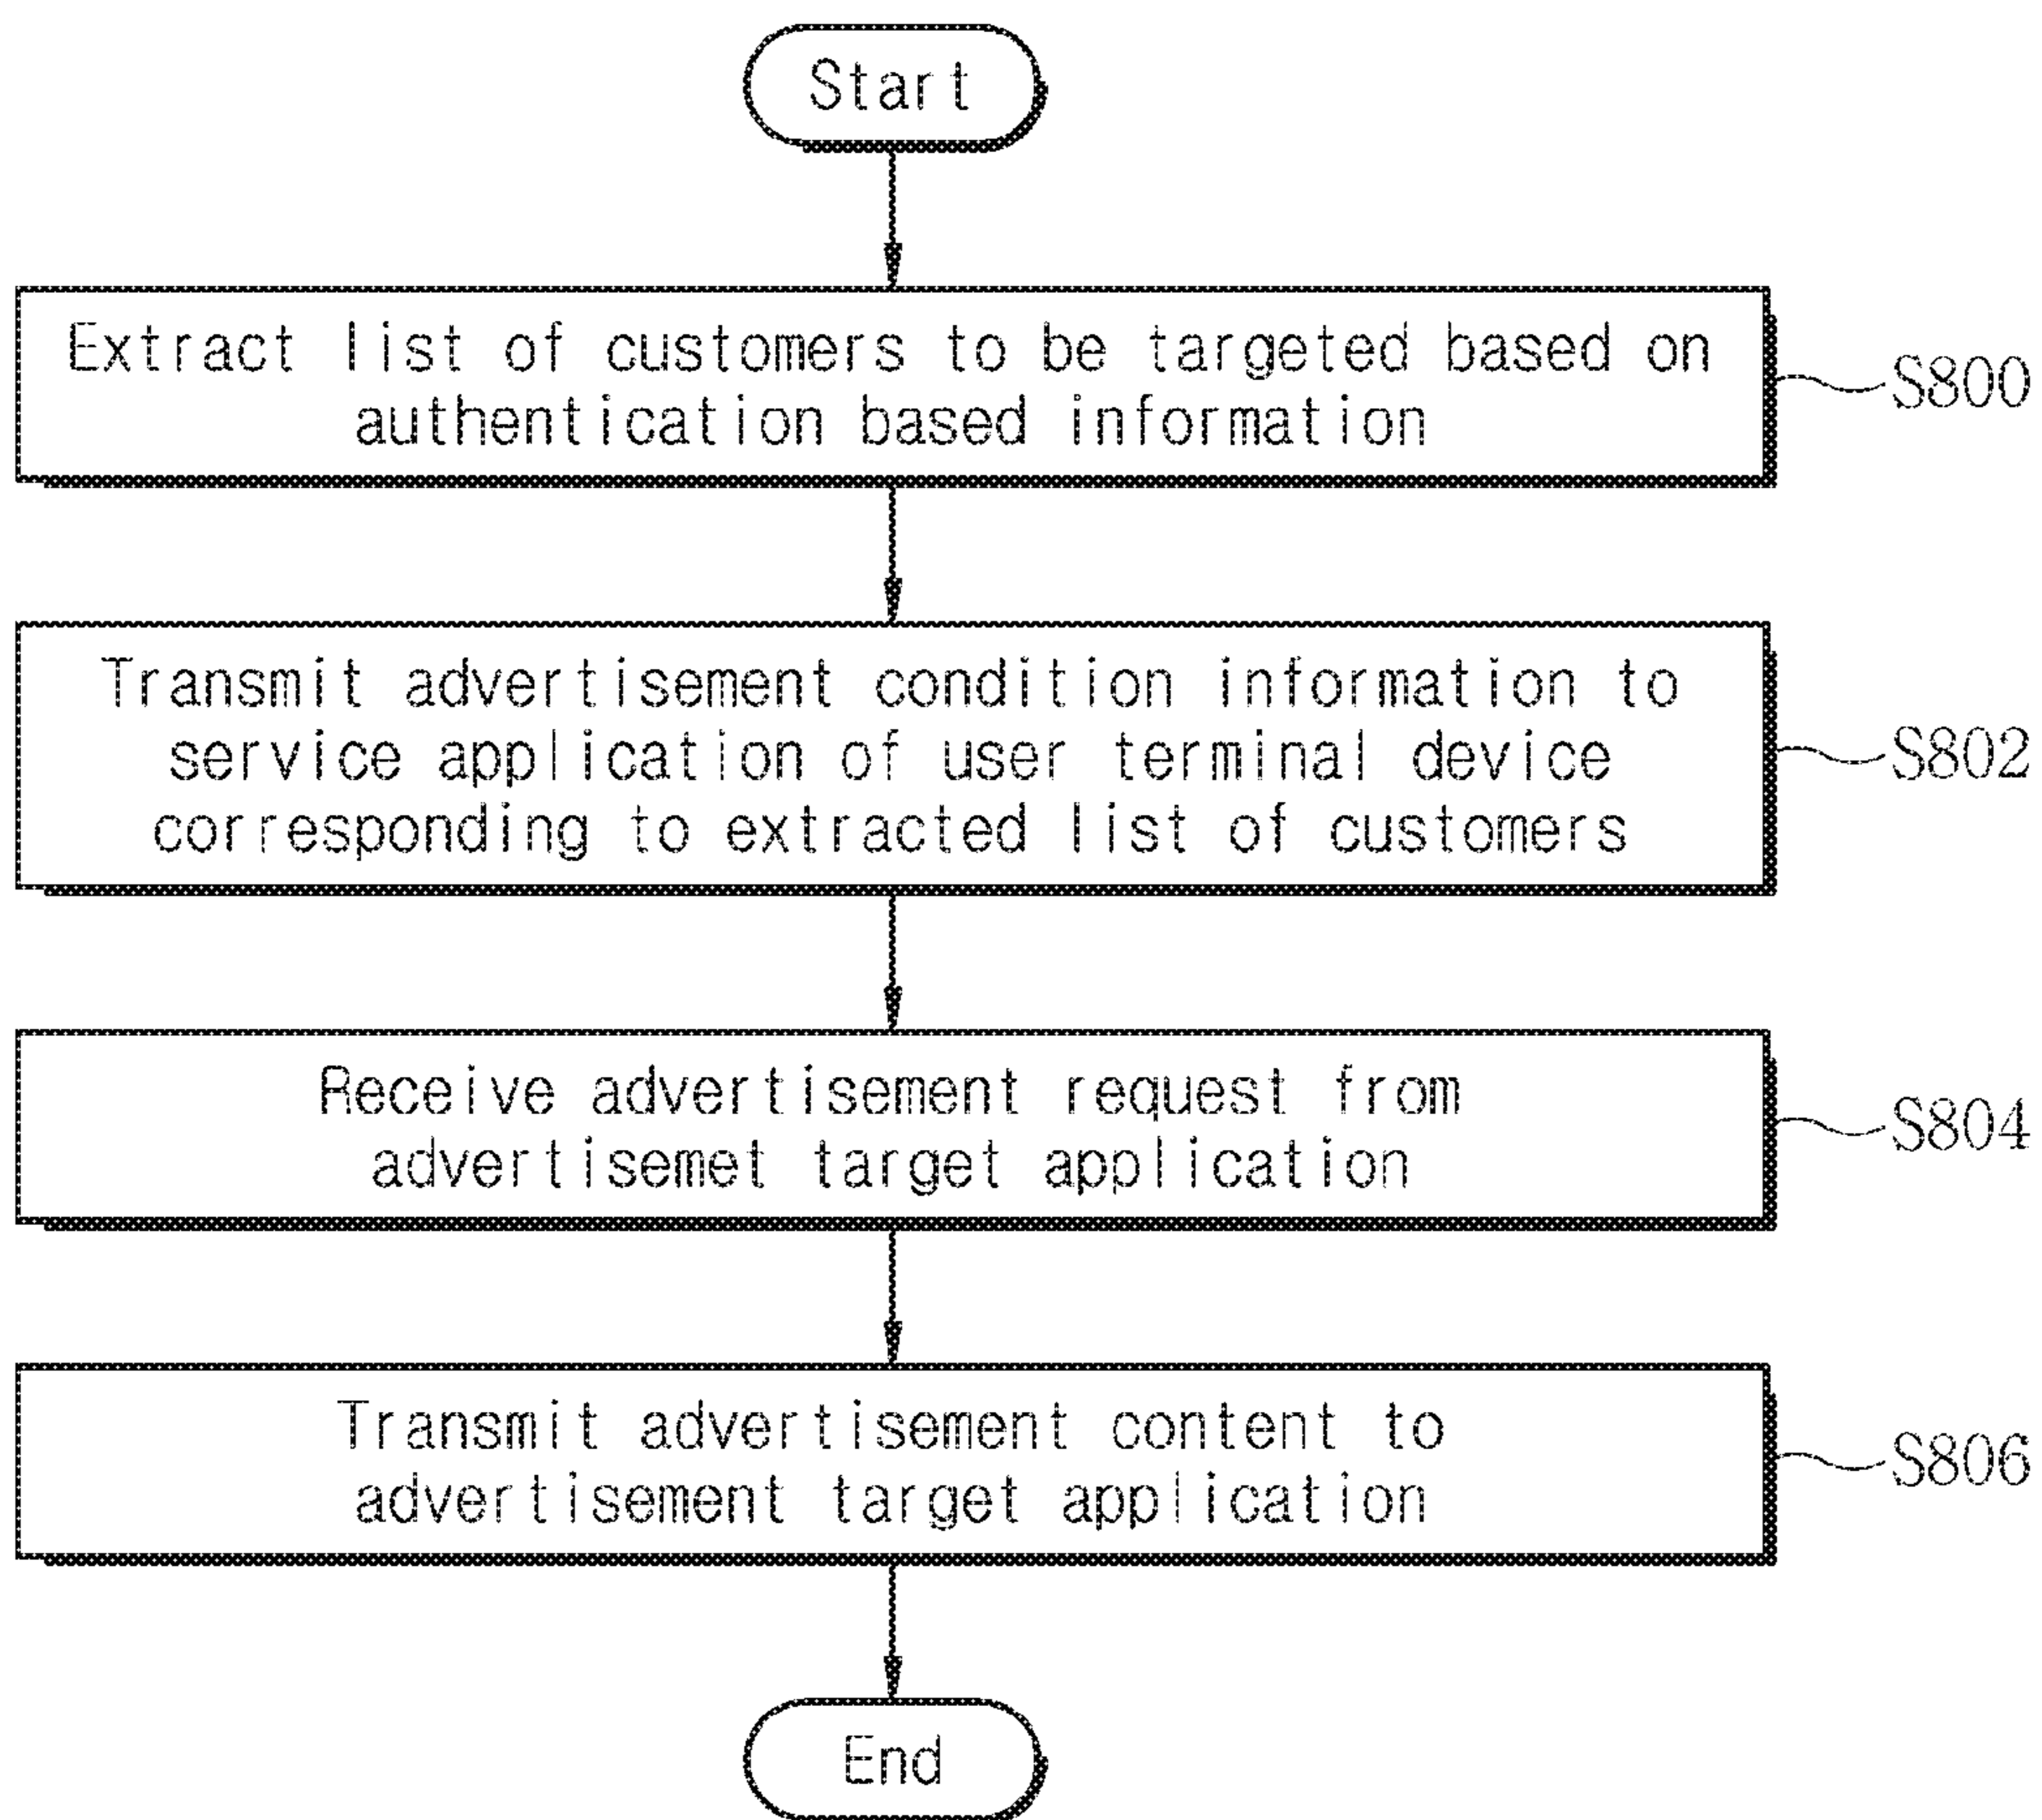 Start
Extract list of customers to be targeted based on
authentication based information
S800
Transmit advertisement condition information to
service application of user terminal device
corresponding to extracted list of customers
S802
Receive advertisement request from
advertisemet target application
S804
Transmit advertisement content to
advertisement target application
S806
End